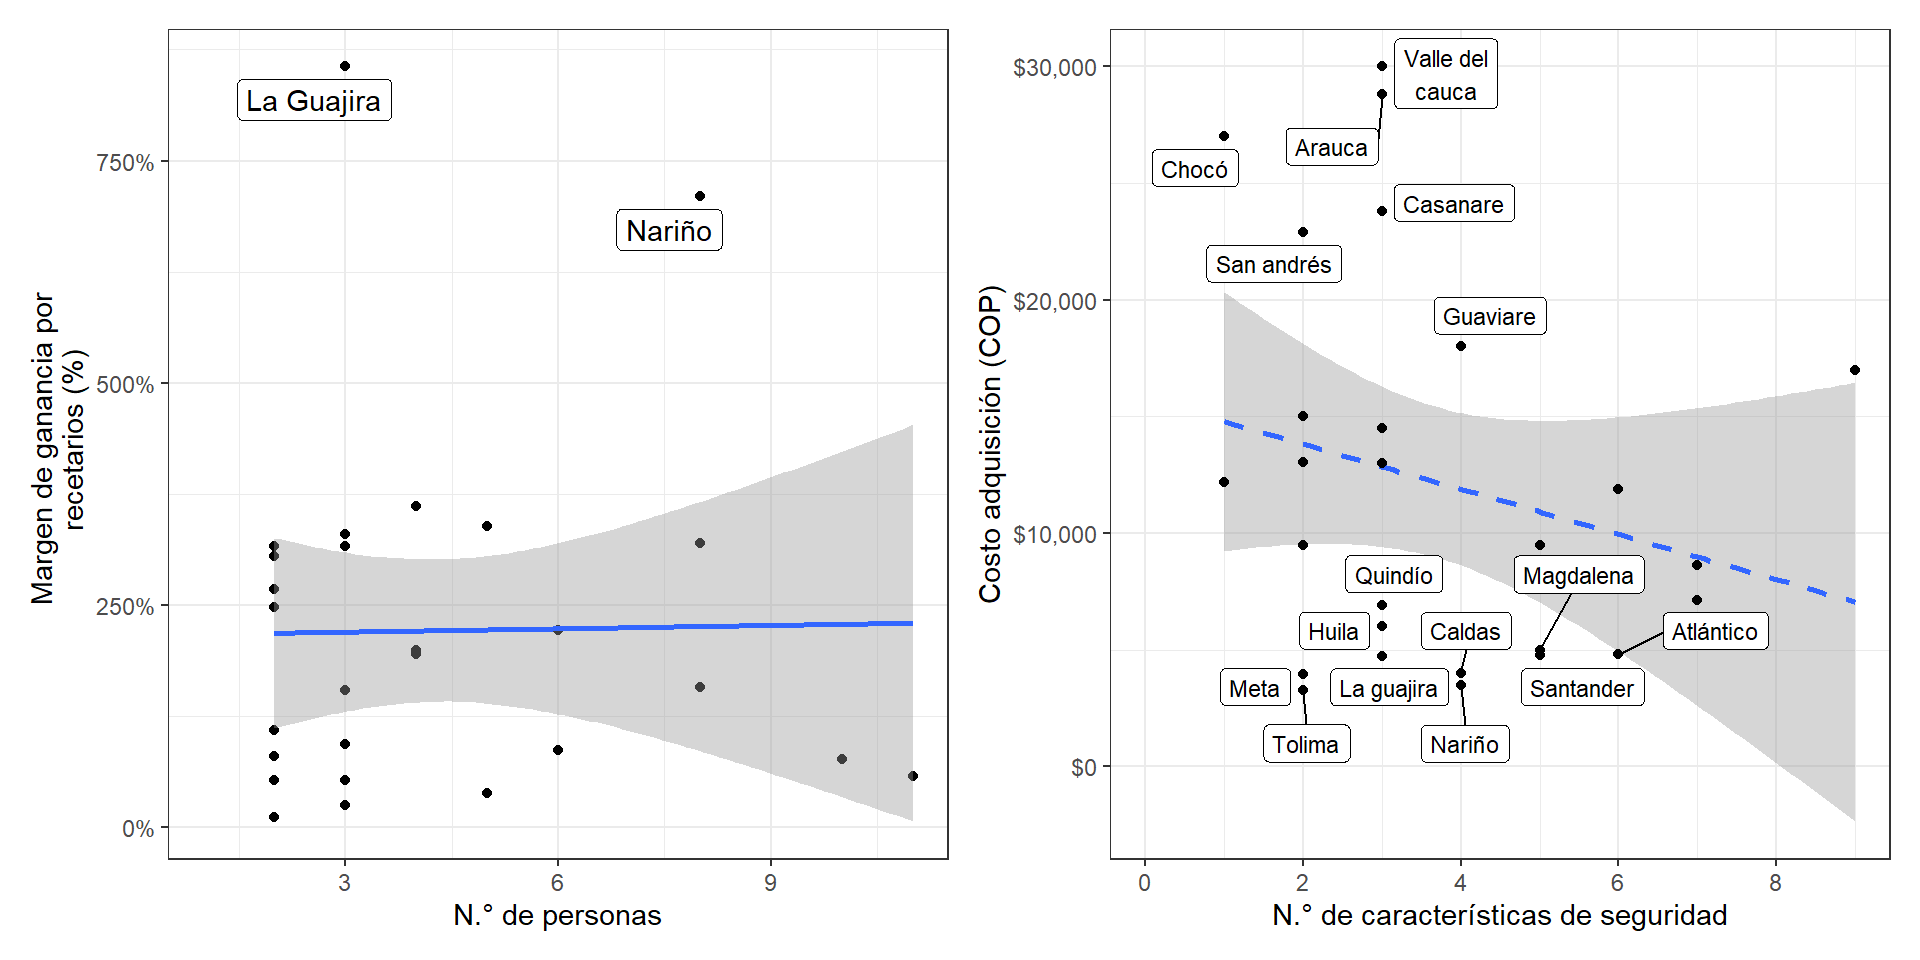 La Guajira
Nariño
750%
500%
250%
0%
3
6
9
N.° de personas
Margen de ganancia por
recetarios (%)
Valle del
cauca
Arauca
Chocó
Casanare
San andrés
Guaviare
Quindío
Magdalena
Huila
Caldas
Atlántico
Meta
La guajira
Santander
Tolima
Nariño
$30,000
$20,000
$10,000
$0
0
2
4
6
8
N.° de características de seguridad
Costo adquisición (COP)